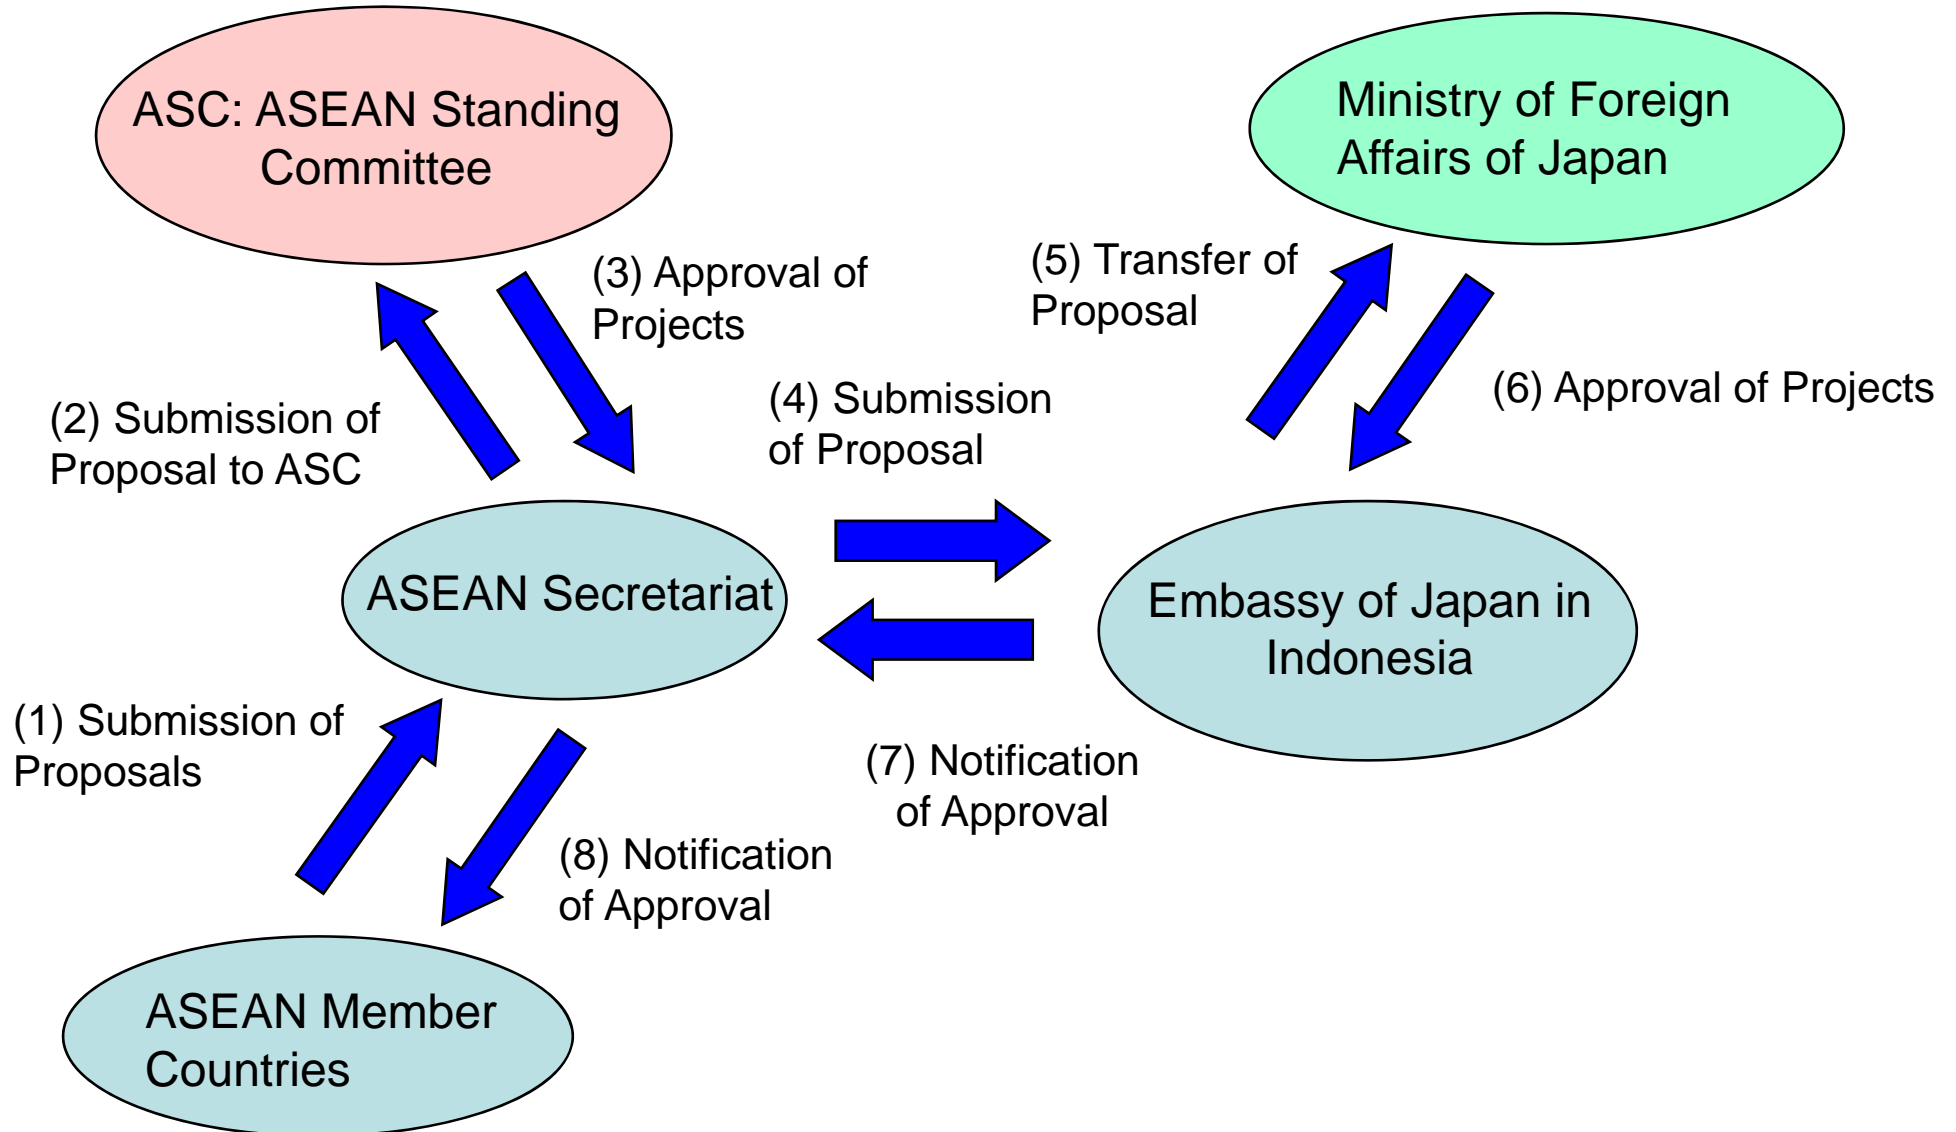 ASC: ASEAN Standing
Committee
Ministry of Foreign
Affairs of Japan
(3) Approval of
Projects
(5) Transfer of
Proposal
(2) Submission of
Proposal to ASC
(4) Submission
of Proposal
(6) Approval of Projects
ASEAN Secretariat
Embassy of Japan in
Indonesia
(1) Submission of
Proposals
(7) Notification
of Approval
(8) Notification
of Approval
ASEAN Member
Countries